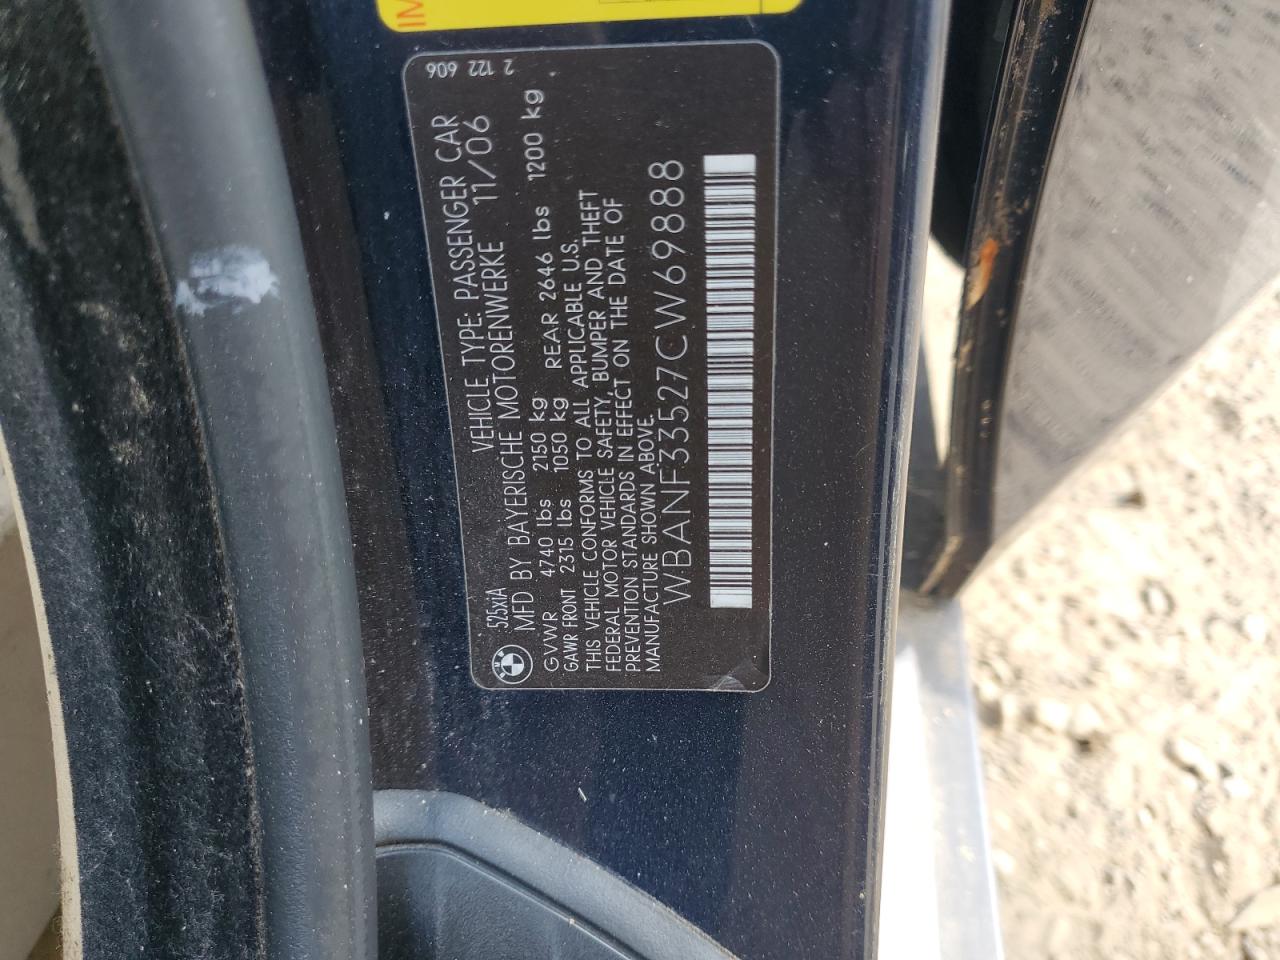 IM
2 122 606
525xiA VEHICLE TYPE: PASSENGER CAR
MFD BY BAYERISCHE MOTORENWERKE 11/06
GVWR 4740 lbs 2150 kg
GAWR FRONT 2315 lbs 1050 kg REAR 2646 lbs 1200 kg
THIS VEHICLE CONFORMS TO ALL APPLICABLE U.S.
FEDERAL MOTOR VEHICLE SAFETY, BUMPER AND THEFT
PREVENTION STANDARDS IN EFFECT ON THE DATE OF
MANUFACTURE SHOWN ABOVE.
WBANF33527CW69888